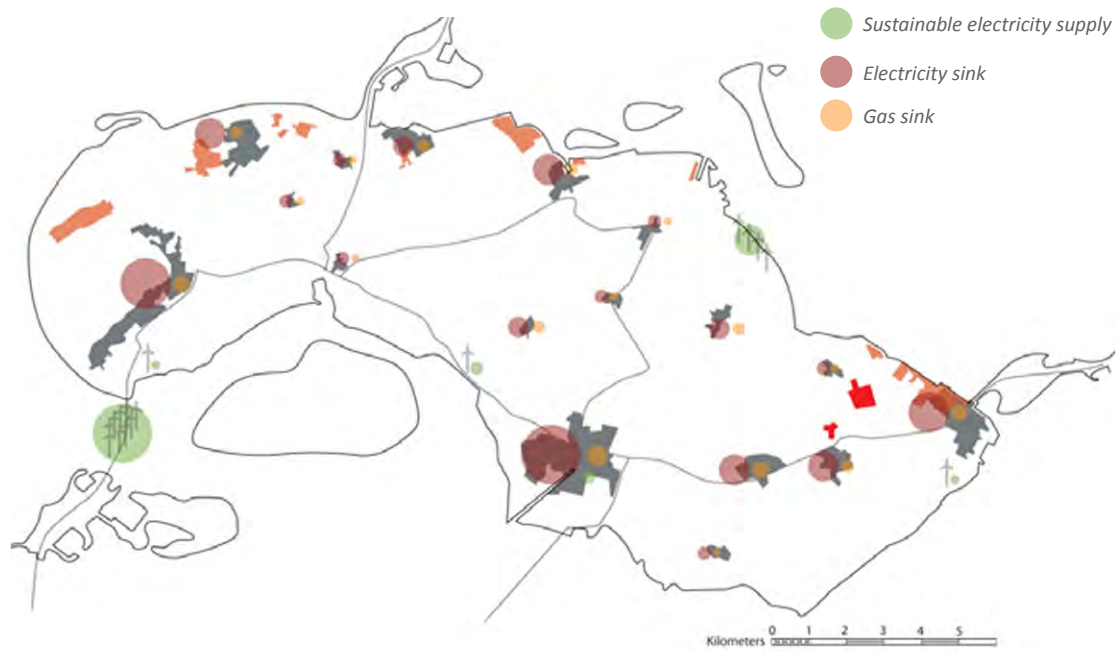 Sustainable electricity supply
Electricity sink
Gas sink
0 1 2 3 4 5
Kilometers